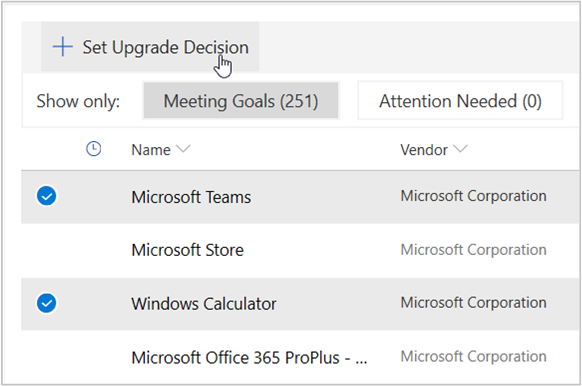 Set Upgrade Decision
Show only: Meeting Goals (251) Attention Needed (0)
Name Vendor
Microsoft Teams Microsoft Corporation
Microsoft Store Microsoft Corporation
Windows Calculator Microsoft Corporation
Microsoft Office 365 ProPlus - ... Microsoft Corporation